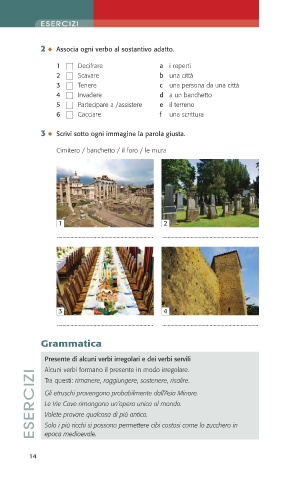 ESERCIZI
2 • Associa ogni verbo al sostantivo adatto.
1 Decifrare a i reperti
2 Scavare b una città
3 Tenere c una persona da una città
4 Invadere d a un banchetto
5 Partecipare a /assistere e il terreno
6 Cacciare f una scrittura
3 • Scrivi sotto ogni immagine la parola giusta.
Cimitero / banchetto / il foro / le mura
1 2
3 4
Grammatica
Presente di alcuni verbi irregolari e dei verbi servili
Alcuni verbi formano il presente in modo irregolare.
Tra questi: rimanere, raggiungere, sostenere, risalire.
Gli etruschi provengono probabilmente dall'Asia Minore.
Le Vie Cave rimangono un'opera unica al mondo.
Volete provare qualcosa di più antico.
Solo i più ricchi si possono permettere cibi costosi come lo zucchero in
epoca medioevale.
ESERCIZI
14